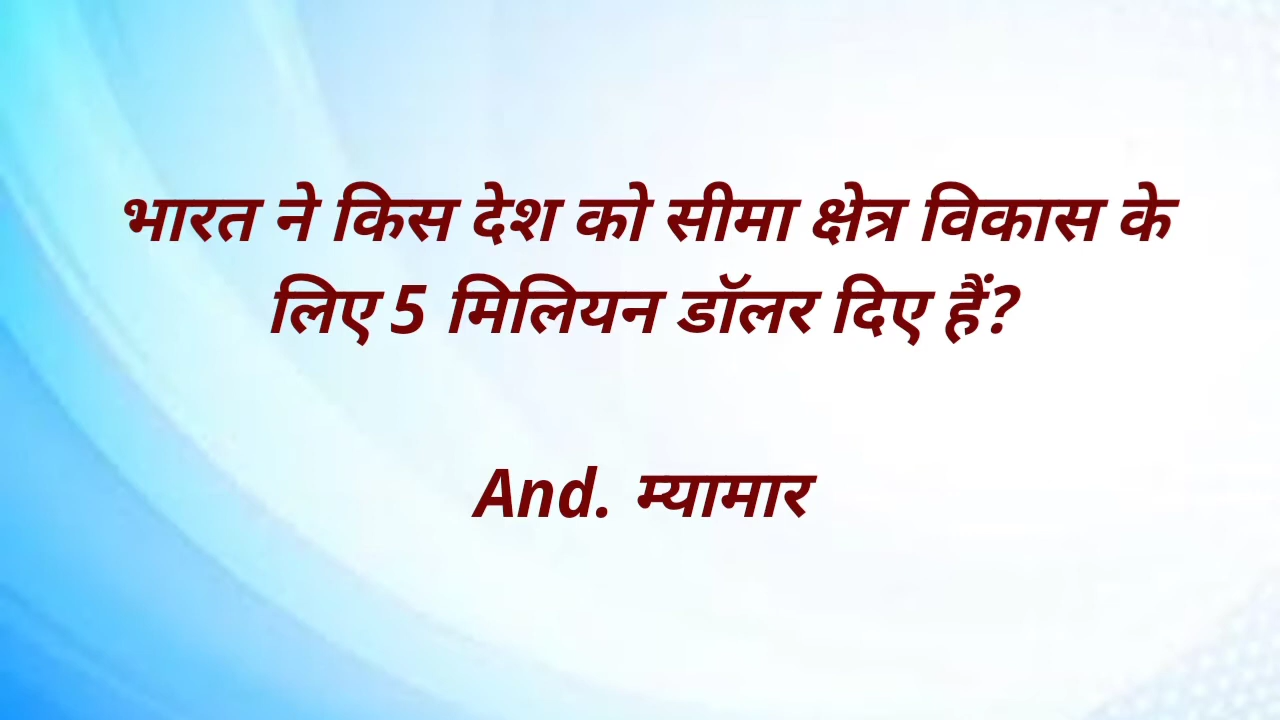 भारत ने किस देश को सीमा क्षेत्र विकास के
लिए 5 मिलियन डॉलर दिए हैं?
And. म्यामार